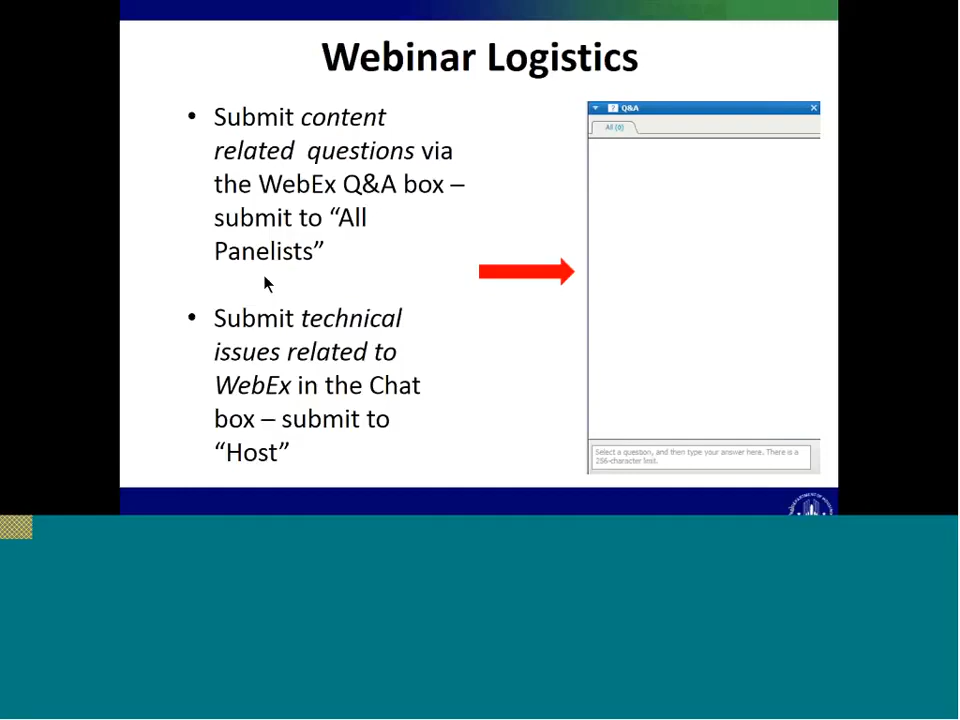 Webinar Logistics
• Submit content
related questions via
the WebEx Q&A box –
submit to “All
Panelists”
• Submit technical
issues related to
WebEx in the Chat
box – submit to
“Host”
? Q&A
All (0)
Select a question, and then type your answer here. There is a
256-character limit.
DEPARTMENT OF